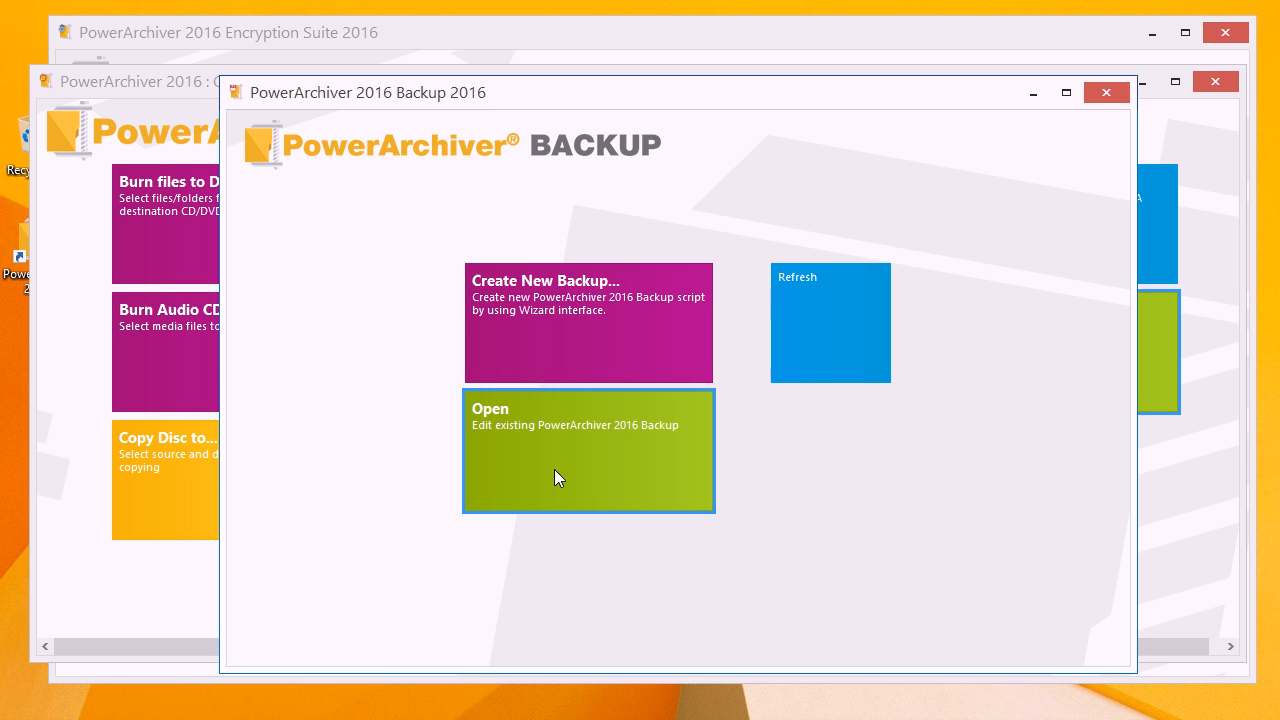 PowerArchiver 2016 Encryption Suite 2016
PowerArchiver 2016 :
PowerArchiver 2016 Backup 2016
PowerArchiver® BACKUP
Burn files to
Select files/folders
destination CD/DVD
Burn Audio CD
Select media files to
Copy Disc to...
Select source and
copying
Create New Backup...
Create new PowerArchiver 2016 Backup script
by using Wizard interface.
Refresh
Open
Edit existing PowerArchiver 2016 Backup